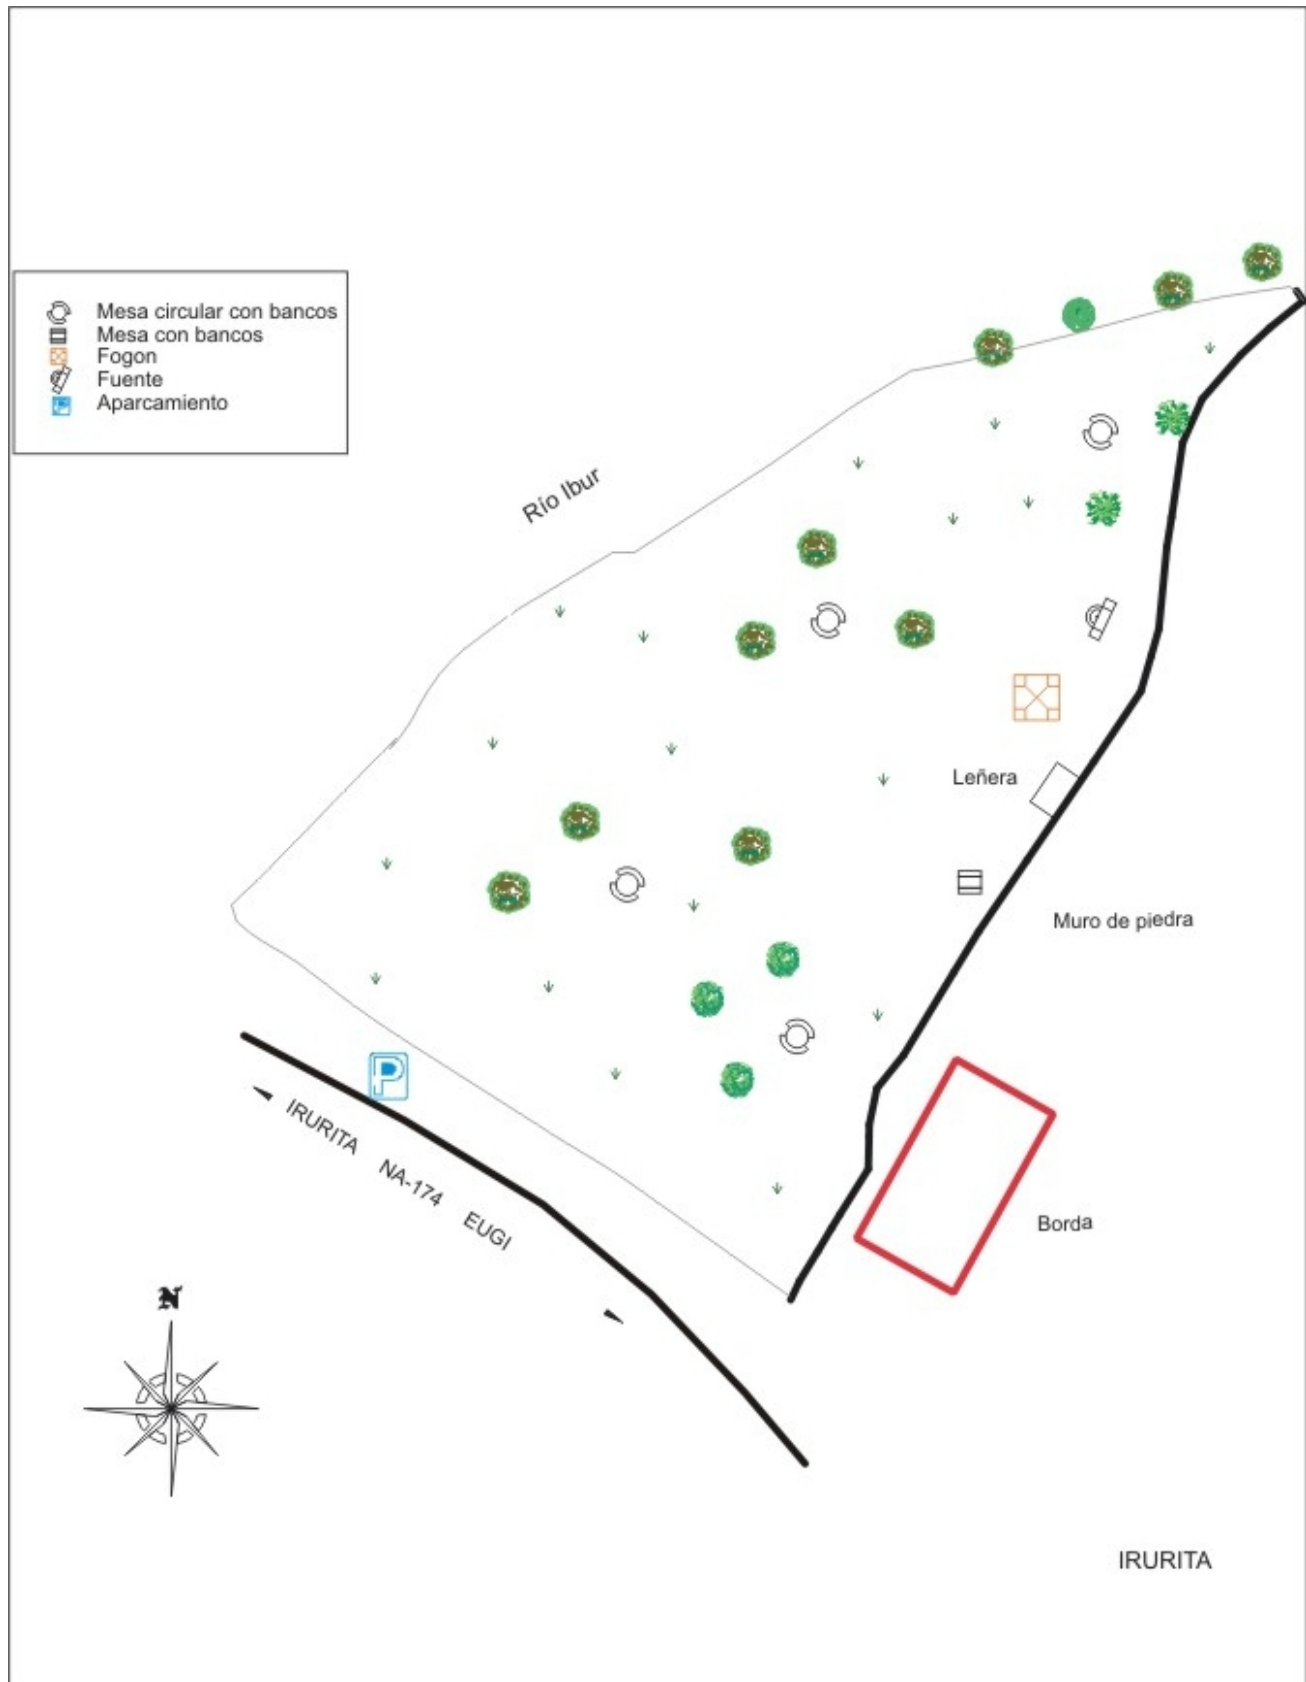 Mesa circular con bancos
Mesa con bancos
Fogon
Fuente
Aparcamiento
Río Ibur
Leñera
Muro de piedra
P
IRURITA NA-174 EUGI
Borda
N
IRURITA